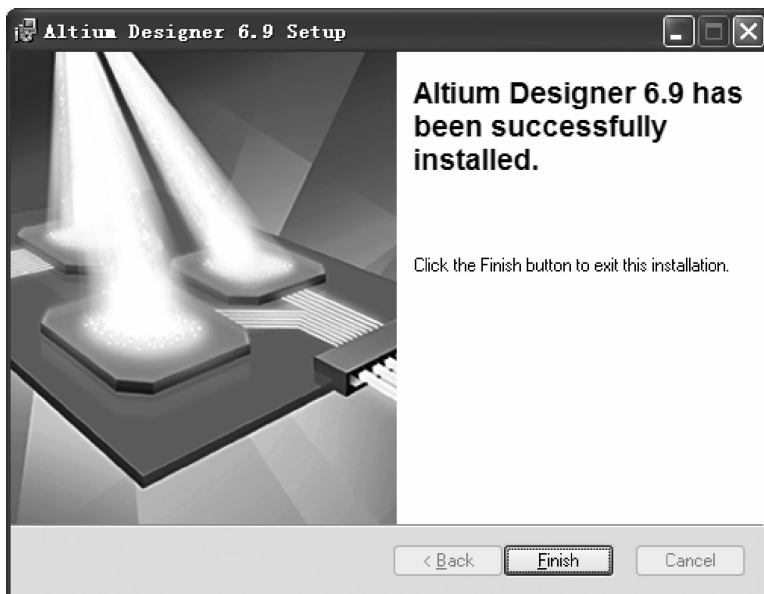 Altium Designer 6.9 Setup
Altium Designer 6.9 has
been successfully
installed.
Click the Finish button to exit this installation.
< Back
Finish
Cancel